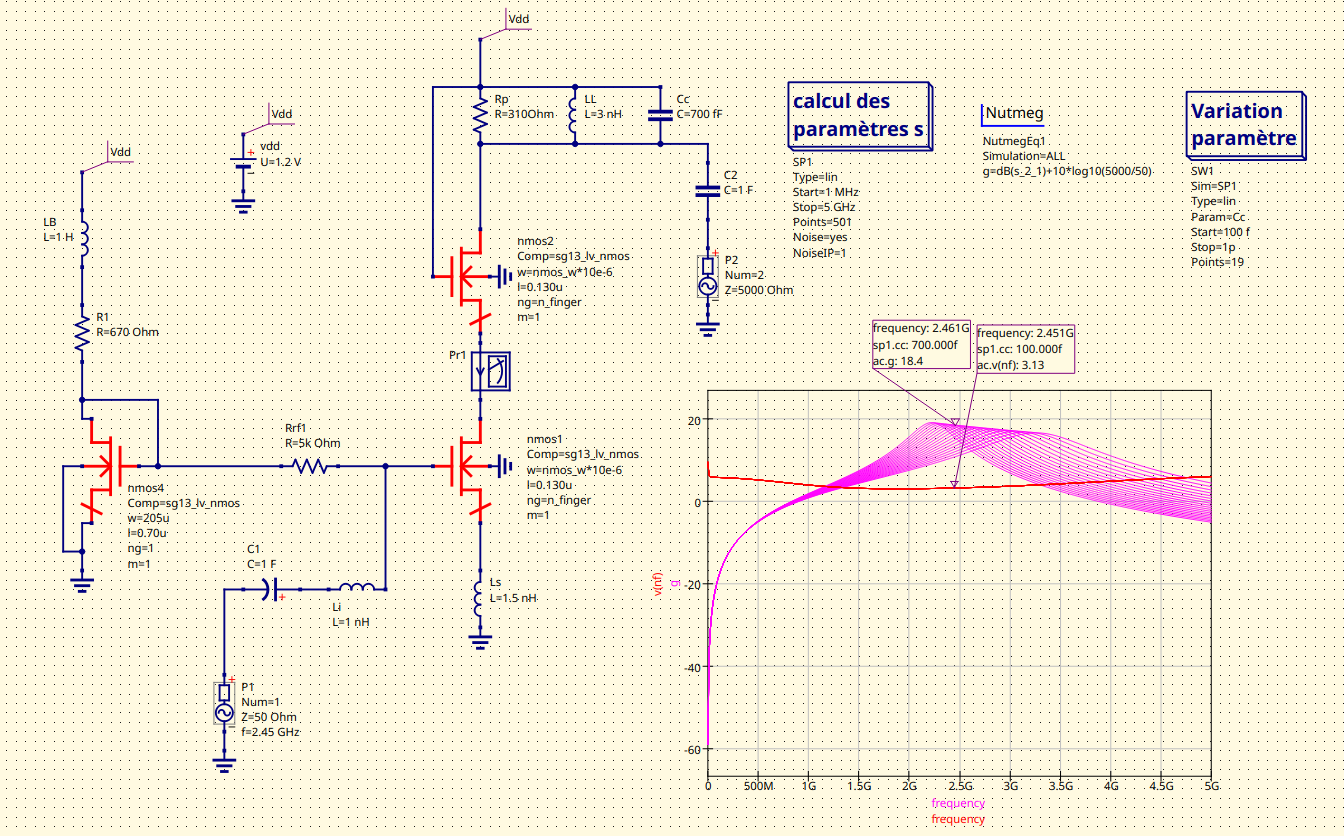 Vdd
Rp
R=310Ohm
LL
L=3 nH
Cc
C=700 fF
calcul des
paramètres s
SP1
Type=lin
Start=1 MHz
Stop=5 GHz
Points=501
Noise=yes
NoiseIP=1
Nutmeg
NutmegEq1
Simulation=ALL
g=dB(s_2_1)+10*log10(5000/50)
Variation
paramètre
SW1
Sim=SP1
Type=lin
Param=Cc
Start=100 f
Stop=1p
Points=19
Vdd
vdd
U=1.2 V
+
Vdd
LB
L=1 H
R1
R=670 Ohm
C2
C=1 F
P2
Num=2
Z=5000 Ohm
+
nmos2
Comp=sg13_lv_nmos
w=nmos_w*10e-6
l=0.130u
ng=n_finger
m=1
Pr1
Rrf1
R=5k Ohm
nmos1
Comp=sg13_lv_nmos
w=nmos_w*10e-6
l=0.130u
ng=n_finger
m=1
nmos4
Comp=sg13_lv_nmos
w=205u
l=0.70u
ng=1
m=1
C1
C=1 F
+
Li
L=1 nH
Ls
L=1.5 nH
P1
Num=1
Z=50 Ohm
f=2.45 GHz
+
frequency: 2.461G
sp1.cc: 700.000f
ac.g: 18.4
frequency: 2.451G
sp1.cc: 100.000f
ac.v(nf): 3.13
20
0
-20
-40
-60
v(nf)
g
0
500M
1G
1.5G
2G
2.5G
3G
3.5G
4G
4.5G
5G
frequency
frequency